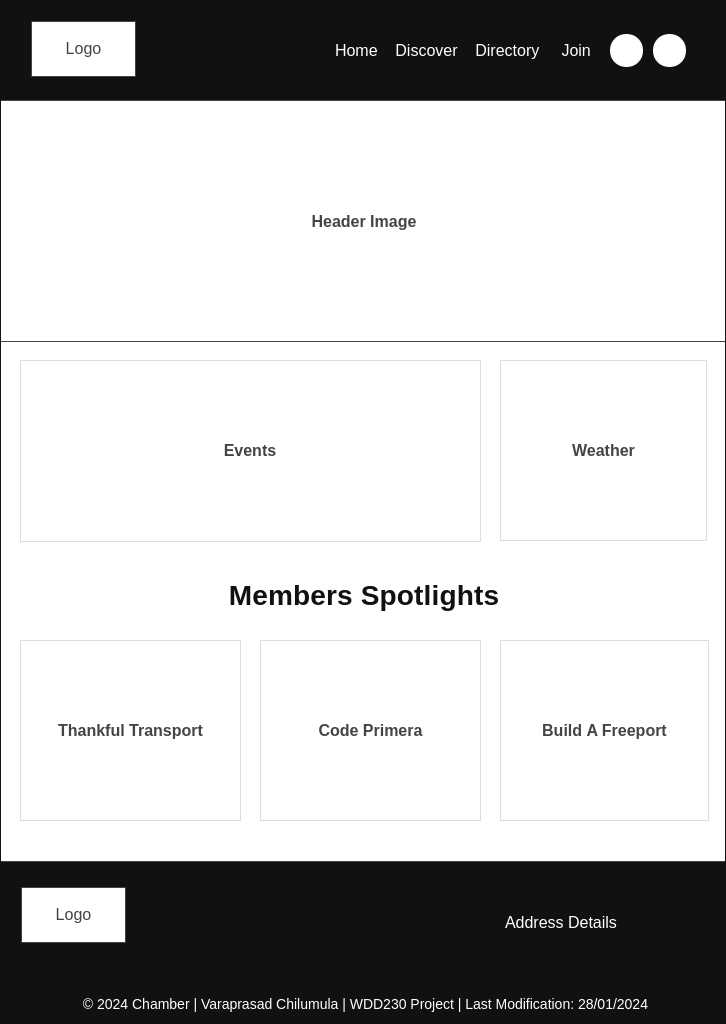 Logo
Home Discover Directory Join
Header Image
Events
Weather
Members Spotlights
Thankful Transport
Code Primera
Build A Freeport
Logo
Address Details
© 2024 Chamber | Varaprasad Chilumula | WDD230 Project | Last Modification: 28/01/2024